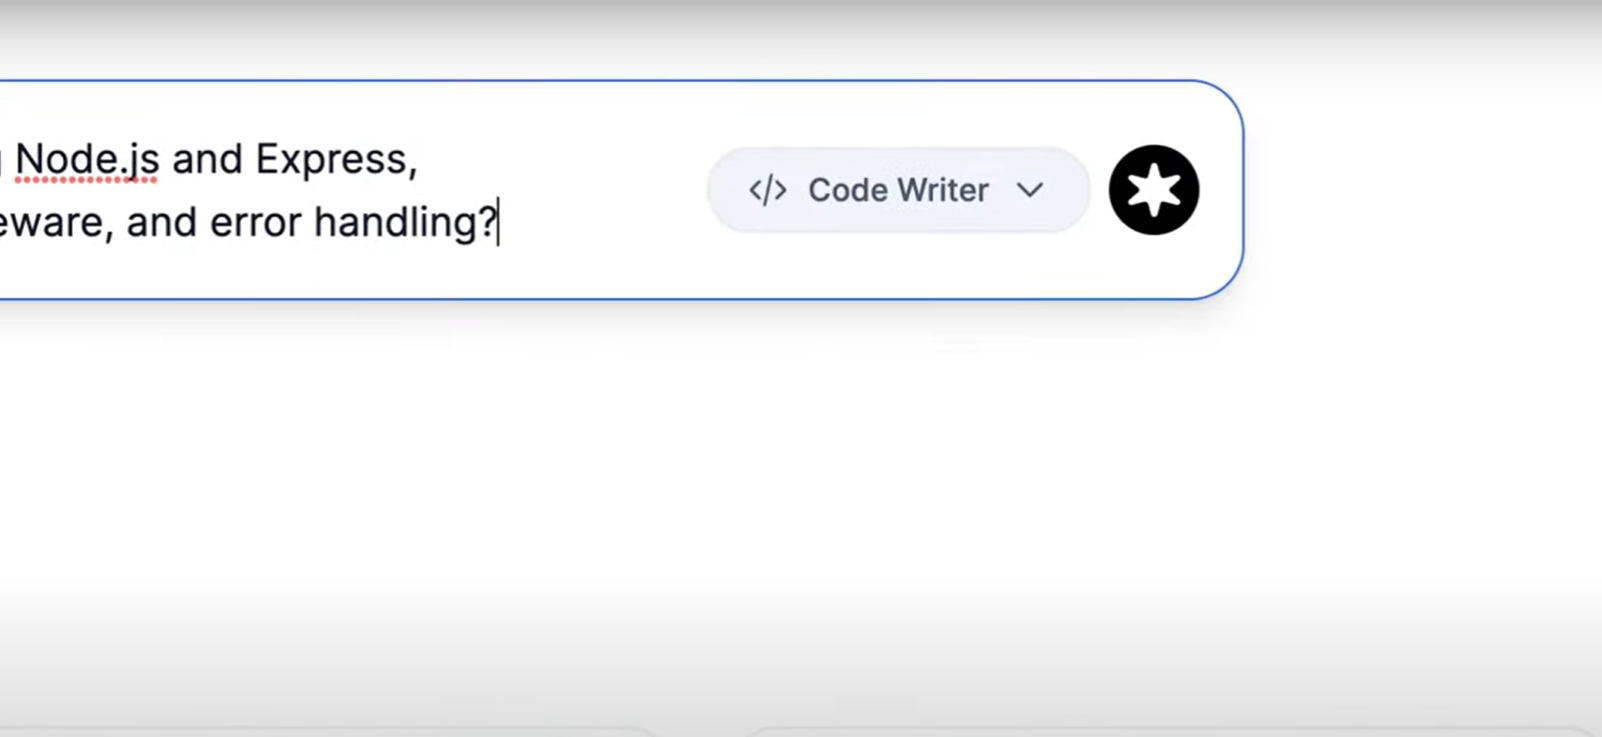 Node.js and Express,
</> Code Writer
eware, and error handling?